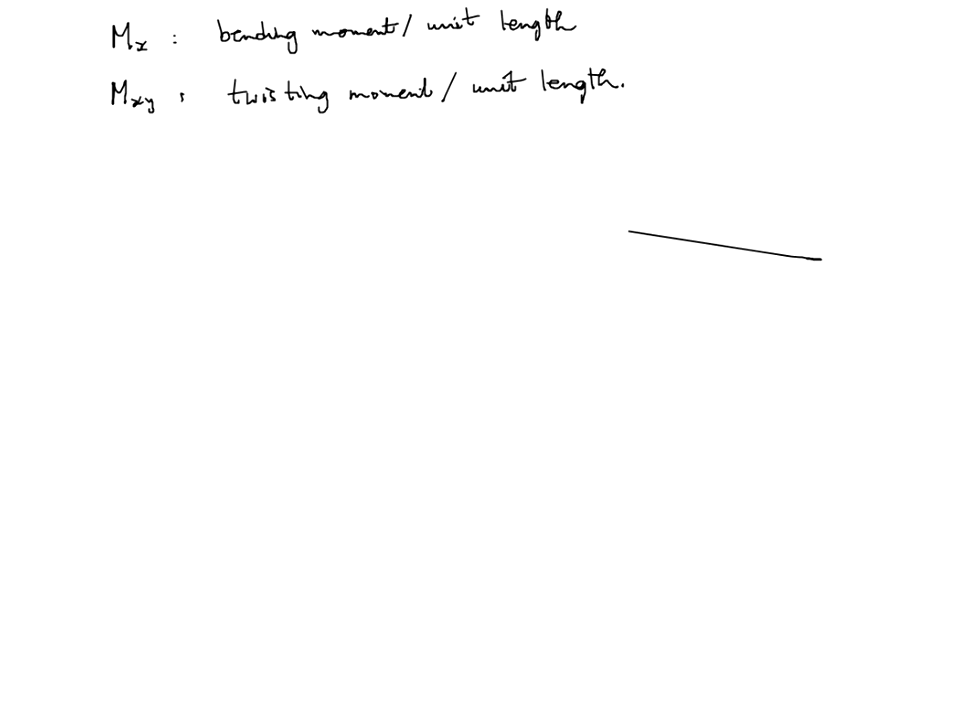 Mx : bending moment / unit length
Mxy : twisting moment / unit length.